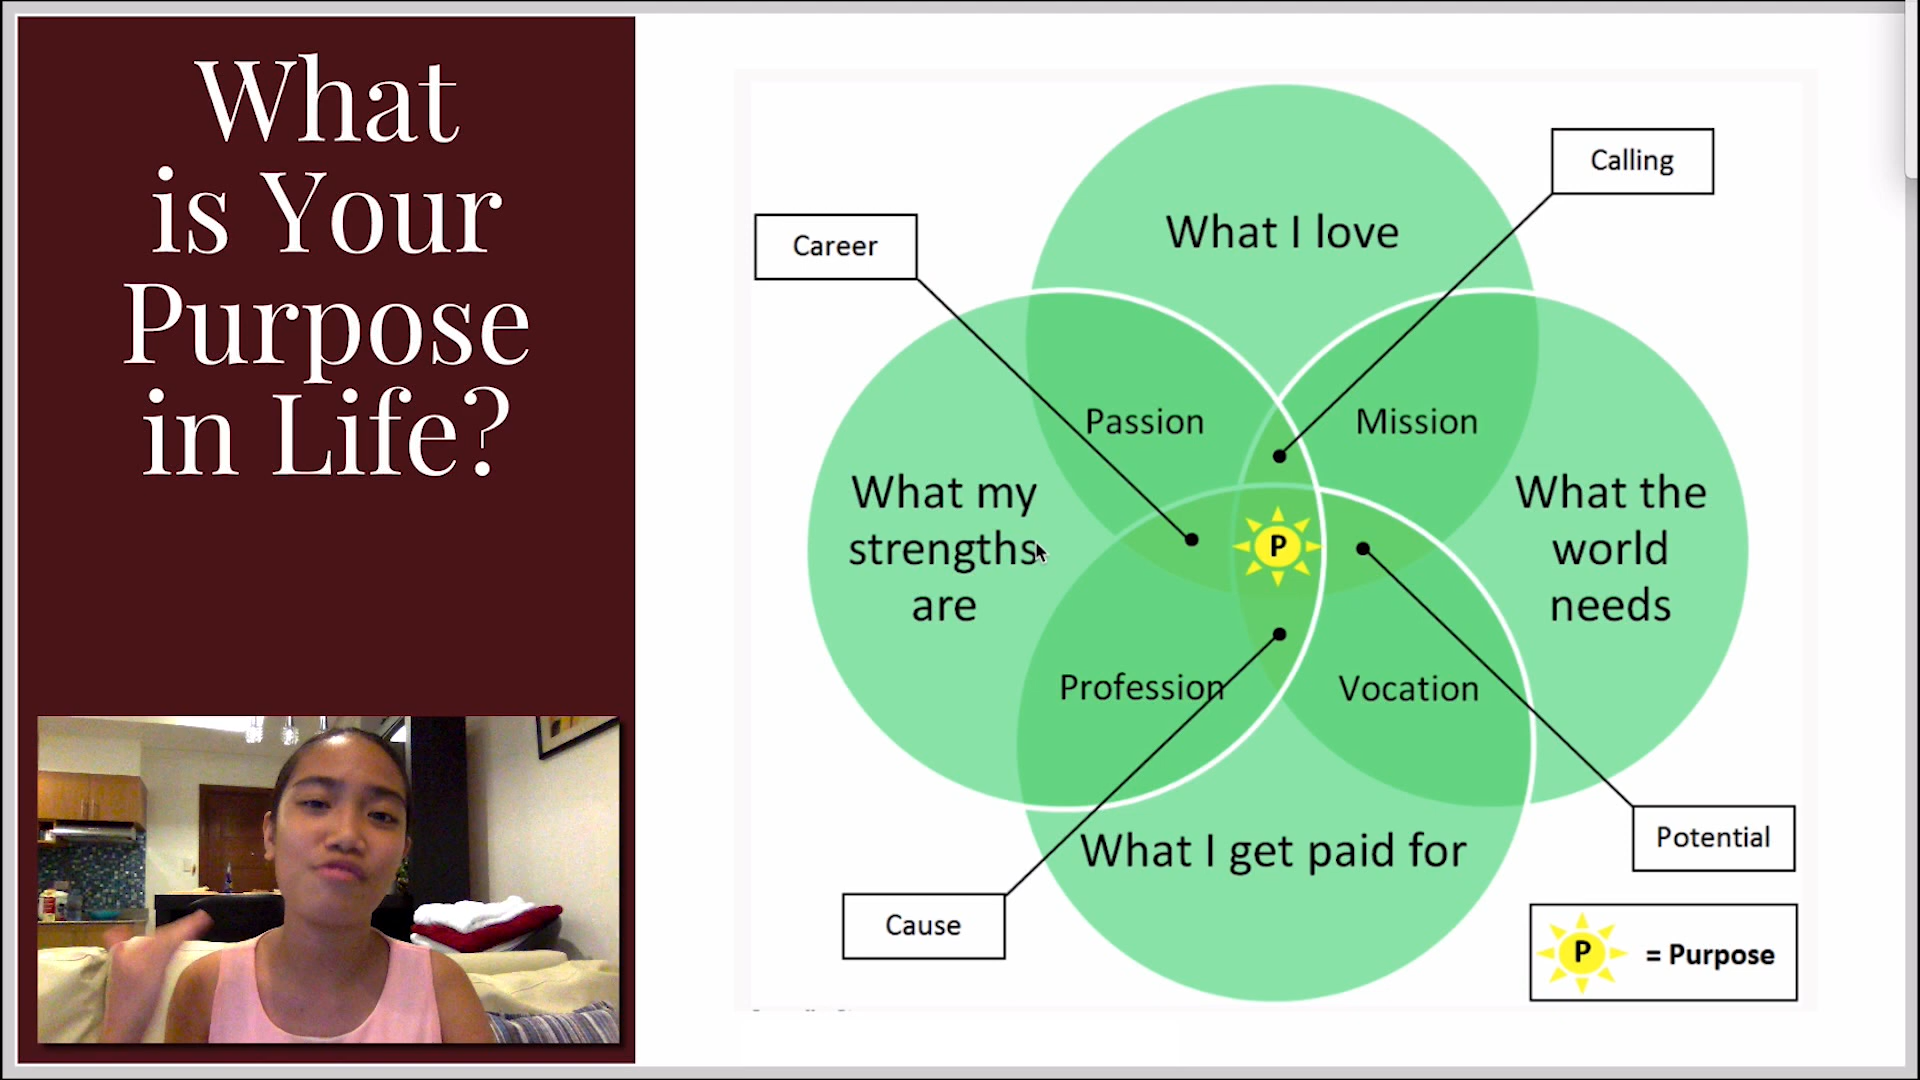 What
is Your
Purpose
in Life?
Calling
What I love
Career
Passion
Mission
What my
strengths
are
P
What the
world
needs
Profession
Vocation
What I get paid for
Potential
Cause
P = Purpose